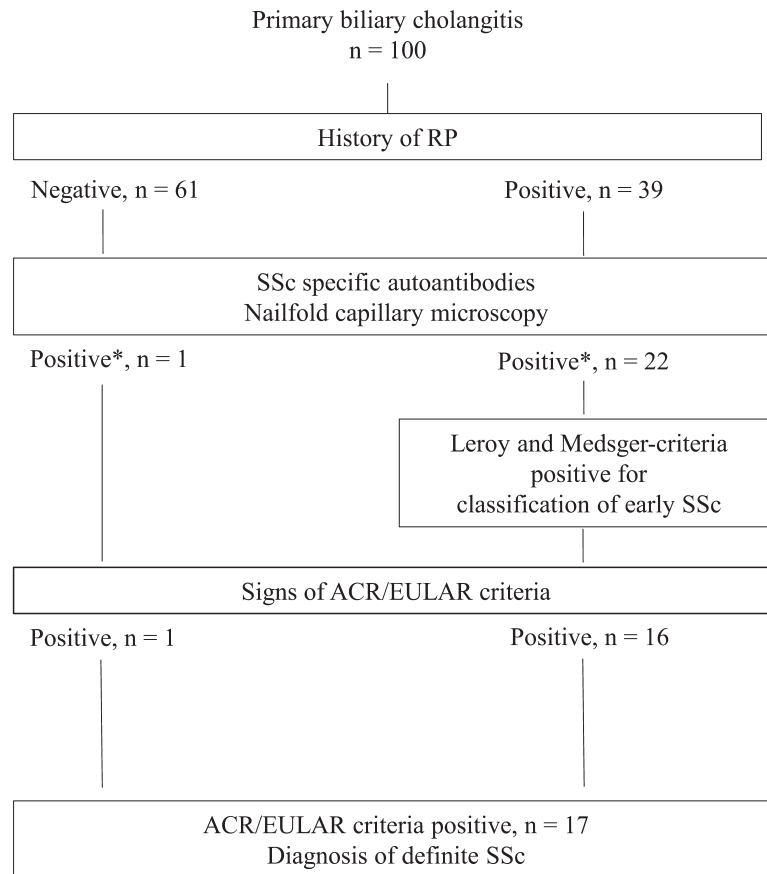 Primary biliary cholangitis
n = 100
History of RP
Negative, n = 61
Positive, n = 39
SSc specific autoantibodies
Nailfold capillary microscopy
Positive*, n = 1
Positive*, n = 22
Leroy and Medsger-criteria
positive for
classification of early SSc
Signs of ACR/EULAR criteria
Positive, n = 1
Positive, n = 16
ACR/EULAR criteria positive, n = 17
Diagnosis of definite SSc